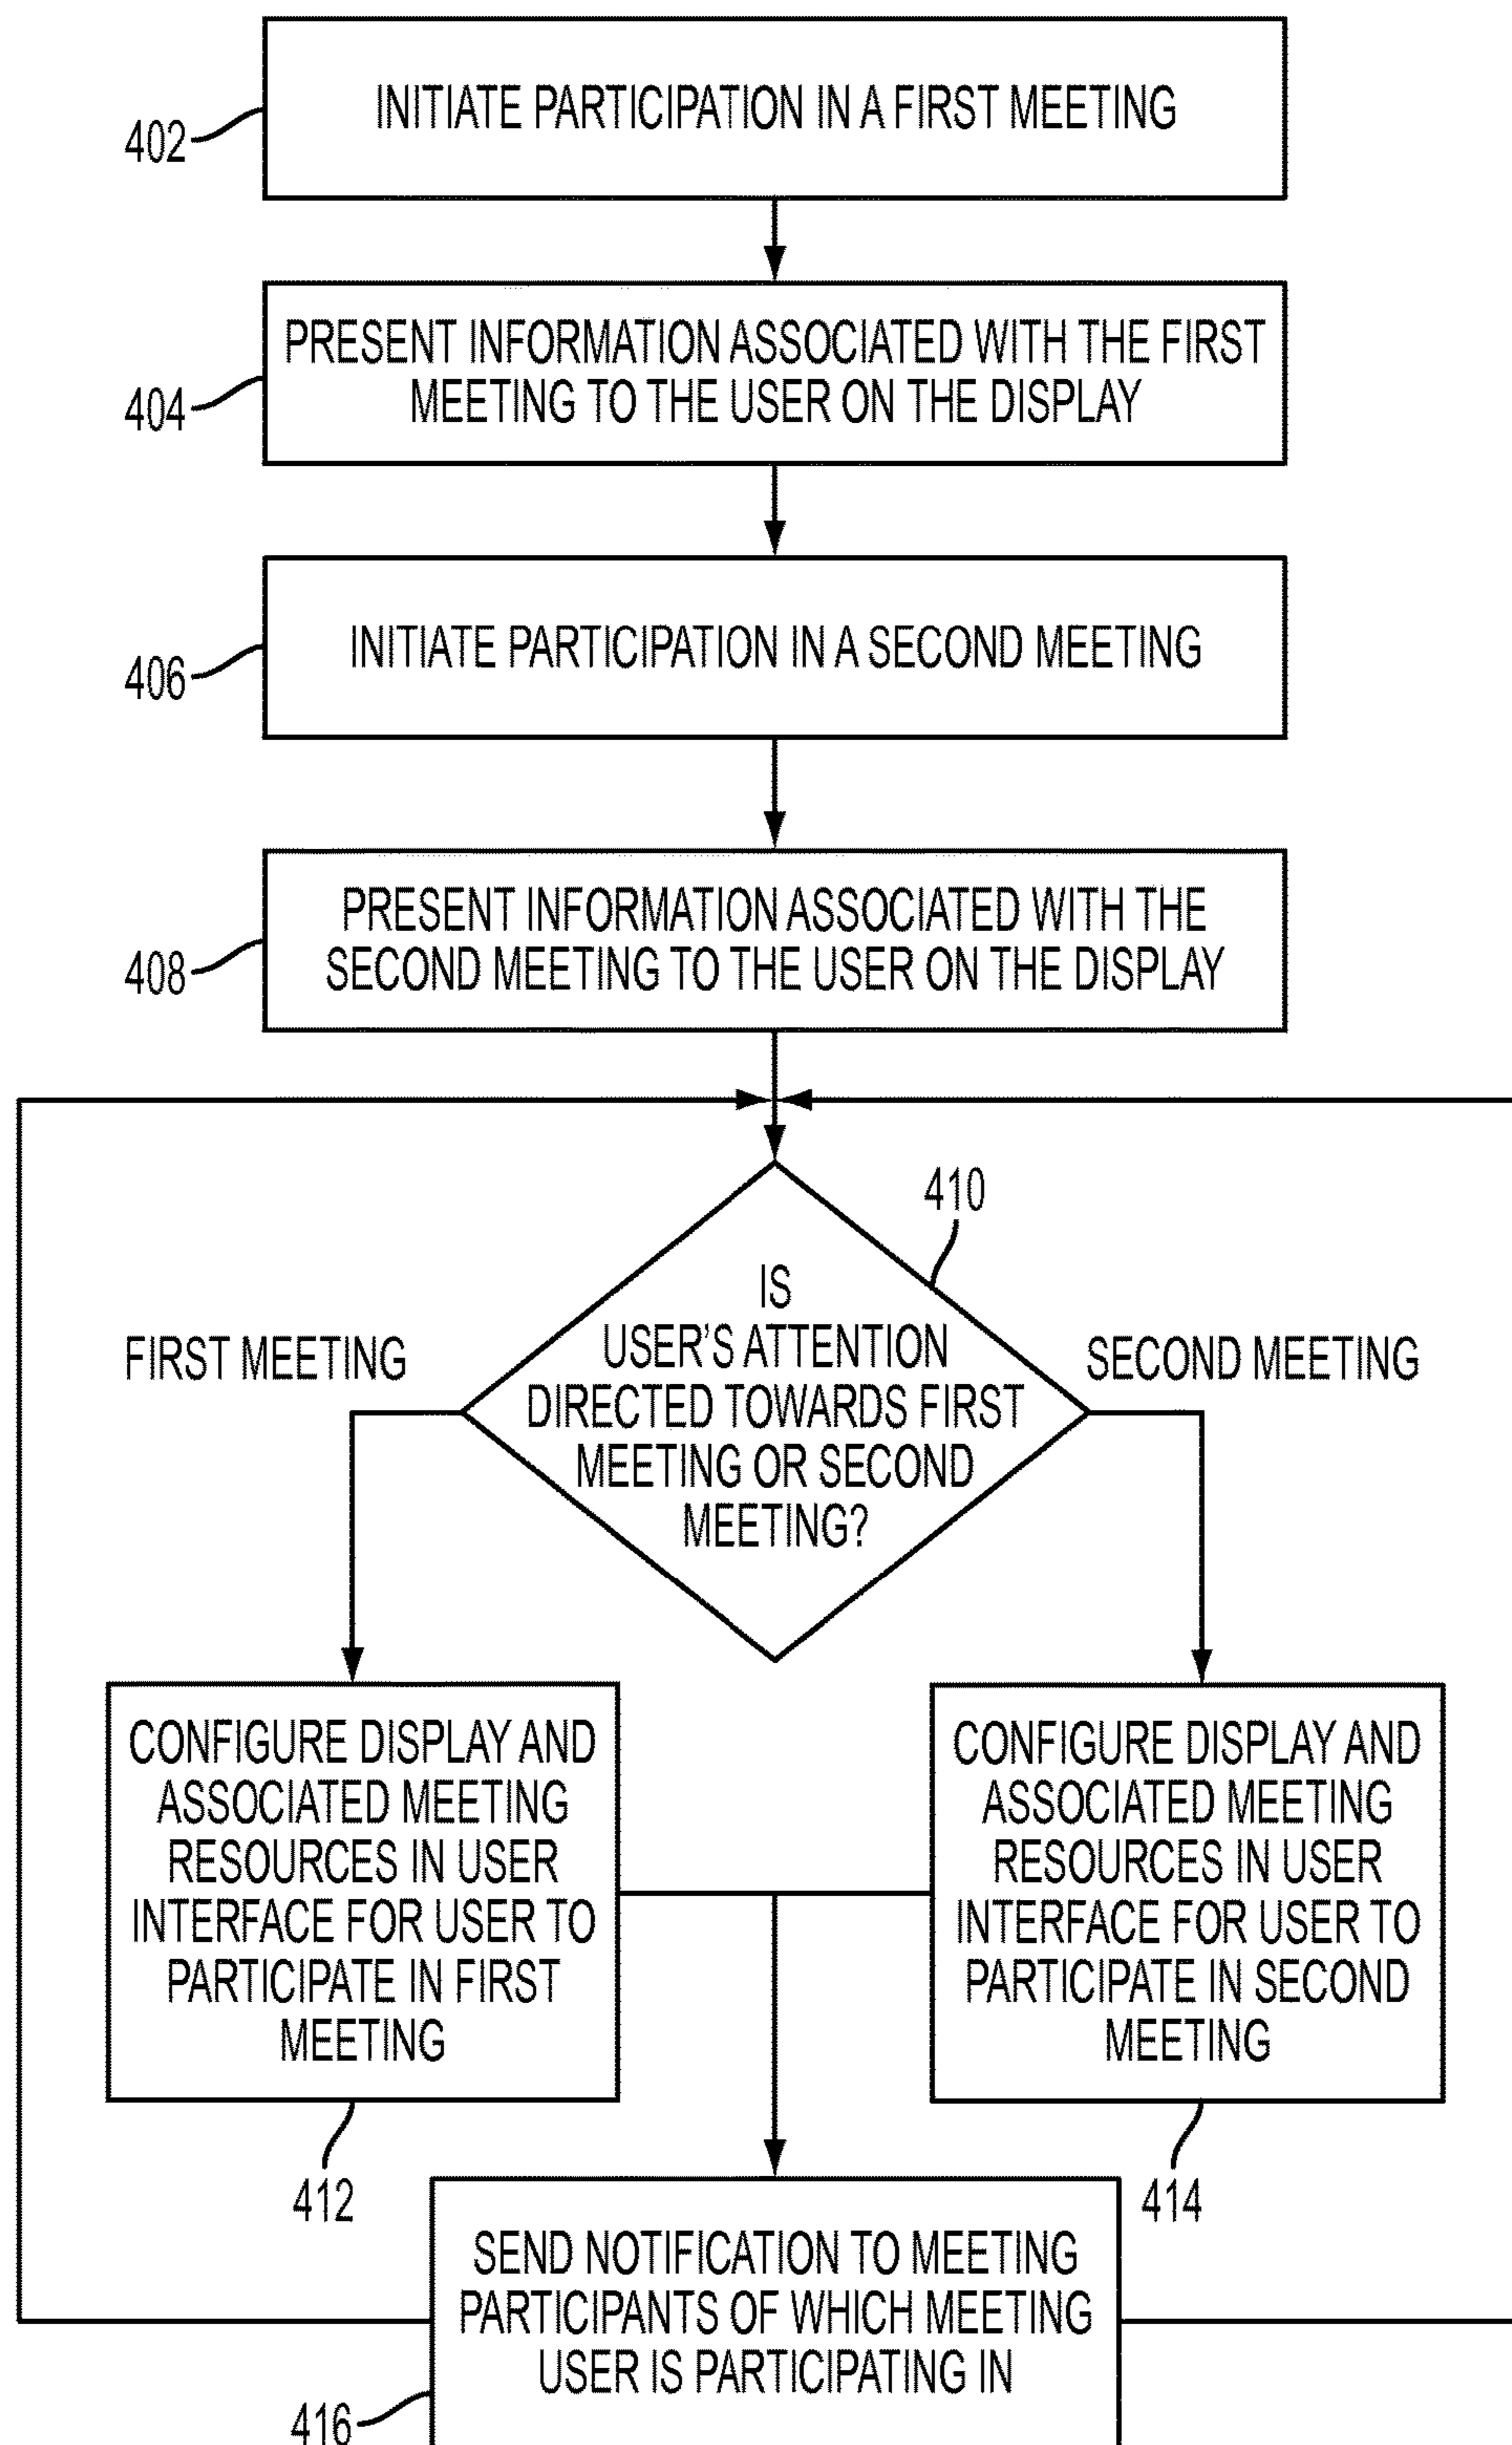 INITIATE PARTICIPATION IN A FIRST MEETING
402
PRESENT INFORMATION ASSOCIATED WITH THE FIRST
MEETING TO THE USER ON THE DISPLAY
404
INITIATE PARTICIPATION IN A SECOND MEETING
406
PRESENT INFORMATION ASSOCIATED WITH THE
SECOND MEETING TO THE USER ON THE DISPLAY
408
410
IS
USER'S ATTENTION
DIRECTED TOWARDS FIRST
MEETING OR SECOND
MEETING?
FIRST MEETING
SECOND MEETING
CONFIGURE DISPLAY AND
ASSOCIATED MEETING
RESOURCES IN USER
INTERFACE FOR USER TO
PARTICIPATE IN FIRST
MEETING
412
CONFIGURE DISPLAY AND
ASSOCIATED MEETING
RESOURCES IN USER
INTERFACE FOR USER TO
PARTICIPATE IN SECOND
MEETING
414
SEND NOTIFICATION TO MEETING
PARTICIPANTS OF WHICH MEETING
USER IS PARTICIPATING IN
416